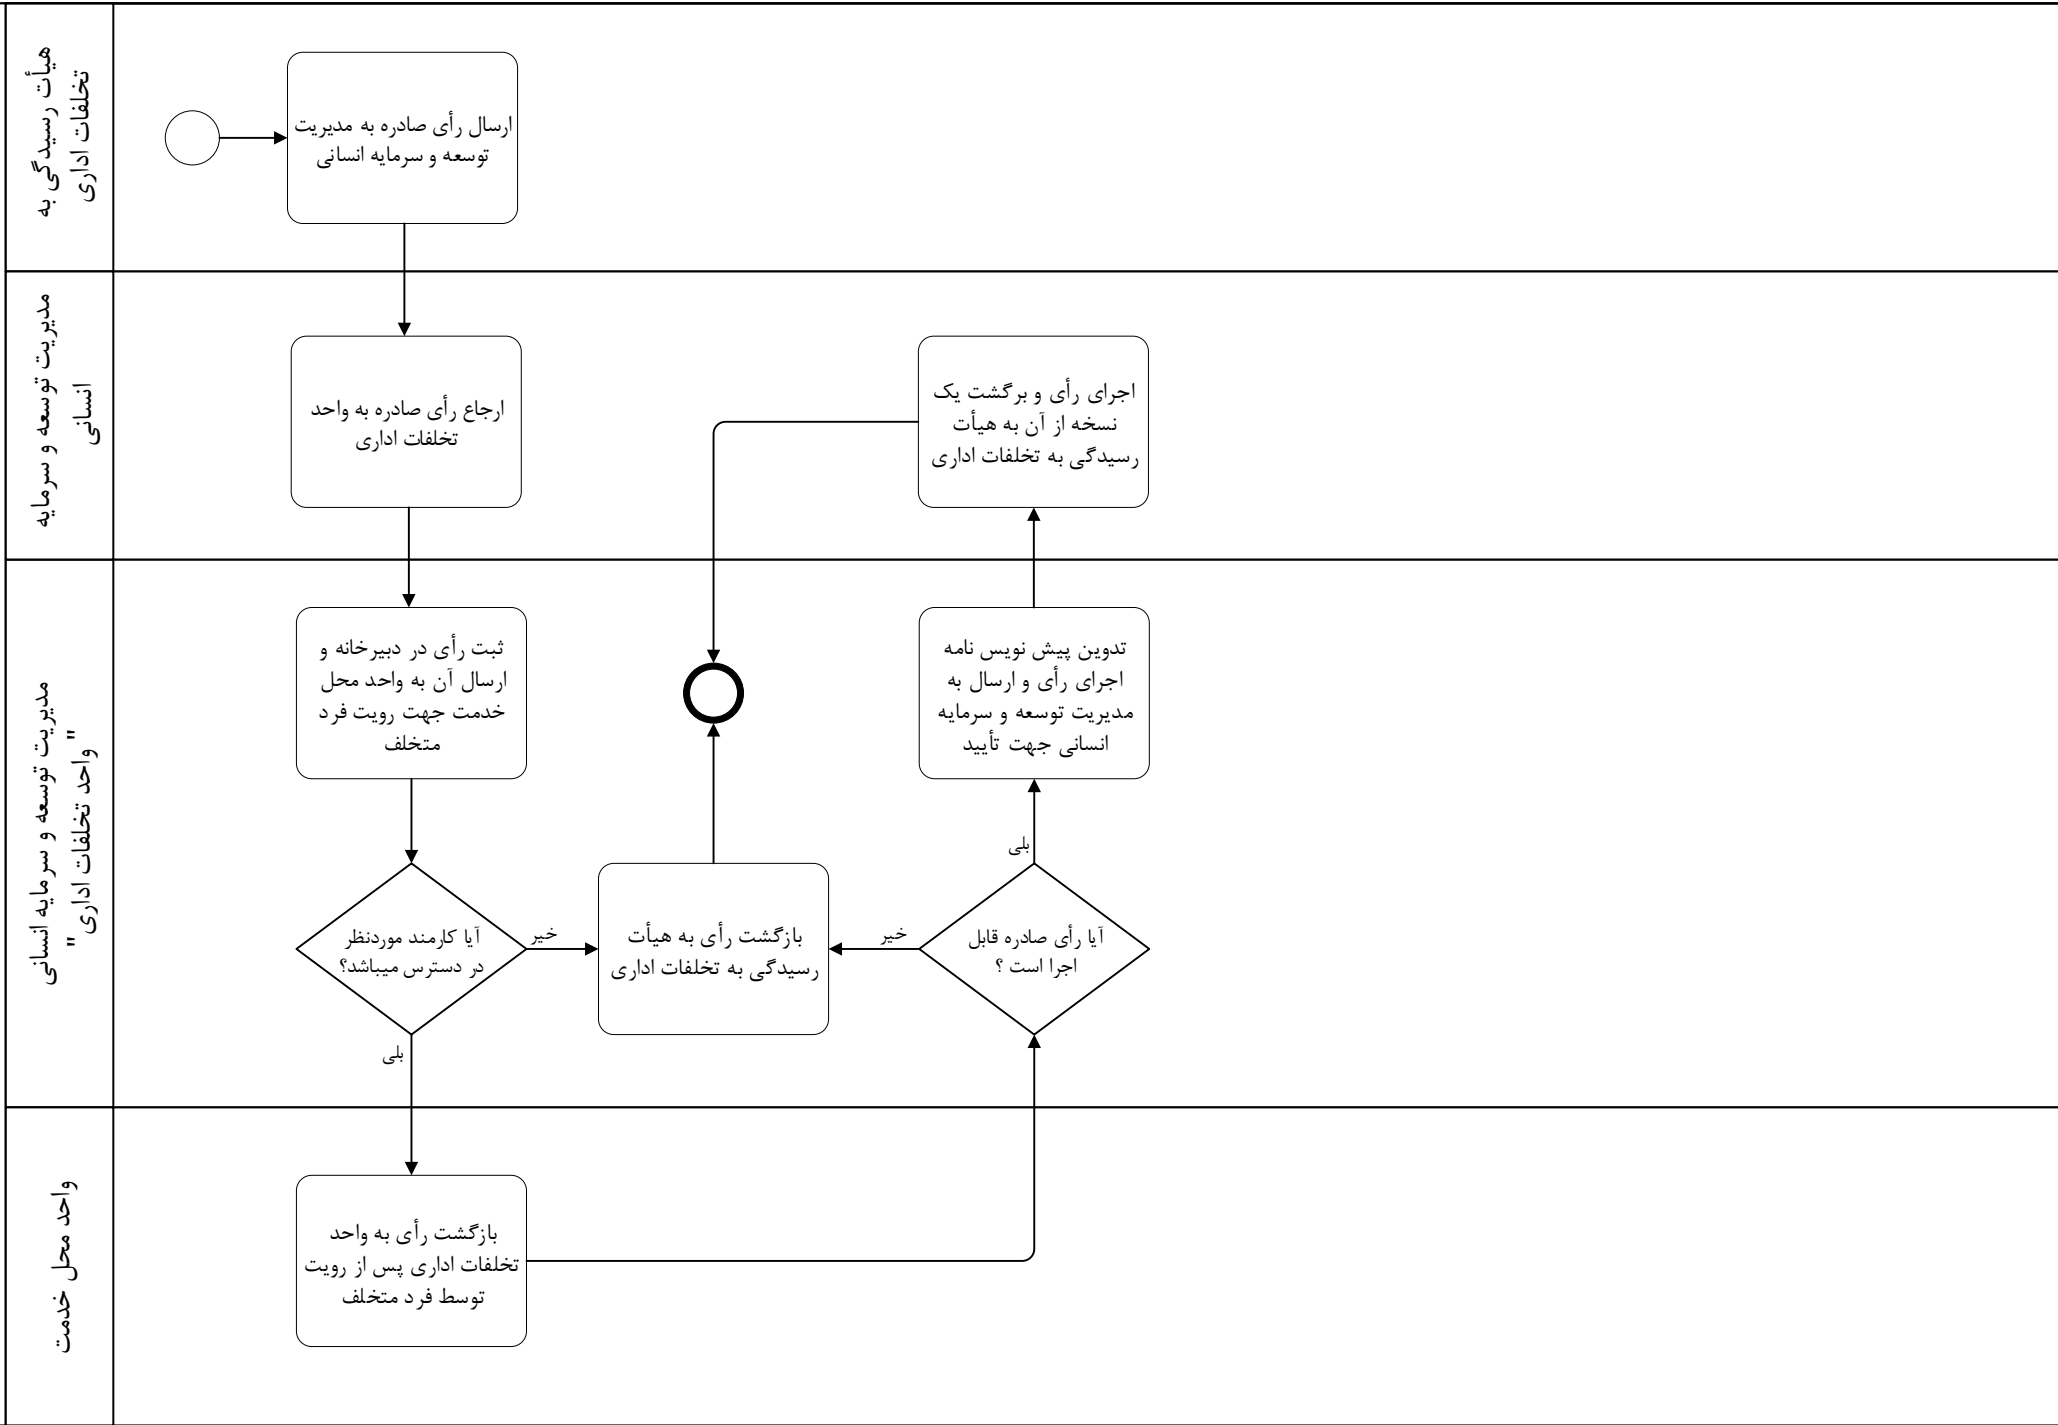 هیأت رسیدگی به
تخلفات اداری
ارسال رأی صادره به مدیریت
توسعه و سرمایه انسانی
مدیریت توسعه و سرمایه
انسانی
ارجاع رأی صادره به واحد
تخلفات اداری
اجرای رأی و برگشت یک
نسخه از آن به هیأت
رسیدگی به تخلفات اداری
مدیریت توسعه و سرمایه انسانی
" واحد تخلفات اداری "
ثبت رأی در دبیرخانه و
ارسال آن به واحد محل
خدمت جهت رویت فرد
متخلف
تدوین پیش نویس نامه
اجرای رأی و ارسال به
مدیریت توسعه و سرمایه
انسانی جهت تأیید
آیا کارمند موردنظر
در دسترس میباشد؟
خیر
بلی
بازگشت رأی به هیأت
رسیدگی به تخلفات اداری
خیر
بلی
آیا رأی صادره قابل
اجرا است ؟
واحد محل خدمت
بازگشت رأی به واحد
تخلفات اداری پس از رویت
توسط فرد متخلف